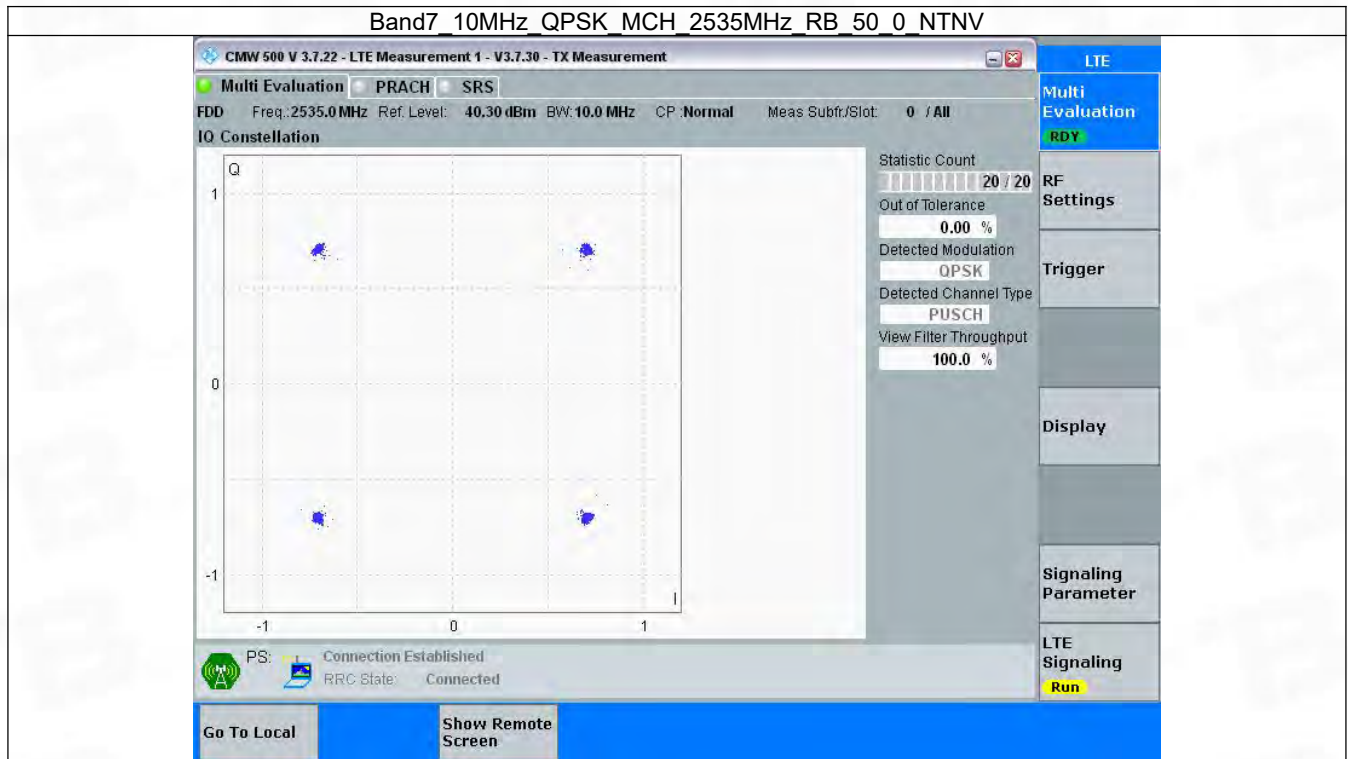 Band7_10MHz_QPSK_MCH_2535MHz_RB_50_0_NTNV
CMW 500 V 3.7.22 - LTE Measurement 1 - V3.7.30 - TX Measurement
LTE
Multi Evaluation PRACH SRS
FDD Freq.:2535.0 MHz Ref. Level: 40.30 dBm BW: 10.0 MHz CP :Normal Meas Subfr./Slot: 0 / All
IQ Constellation
Q
1
0
-1
I
-1 0 1
Statistic Count
20 / 20
Out of Tolerance
0.00 %
Detected Modulation
QPSK
Detected Channel Type
PUSCH
View Filter Throughput
100.0 %
Multi
Evaluation
RDY
RF
Settings
Trigger
Display
Signaling
Parameter
LTE
Signaling
Run
PS: Connection Established
RRC State: Connected
Go To Local
Show Remote
Screen